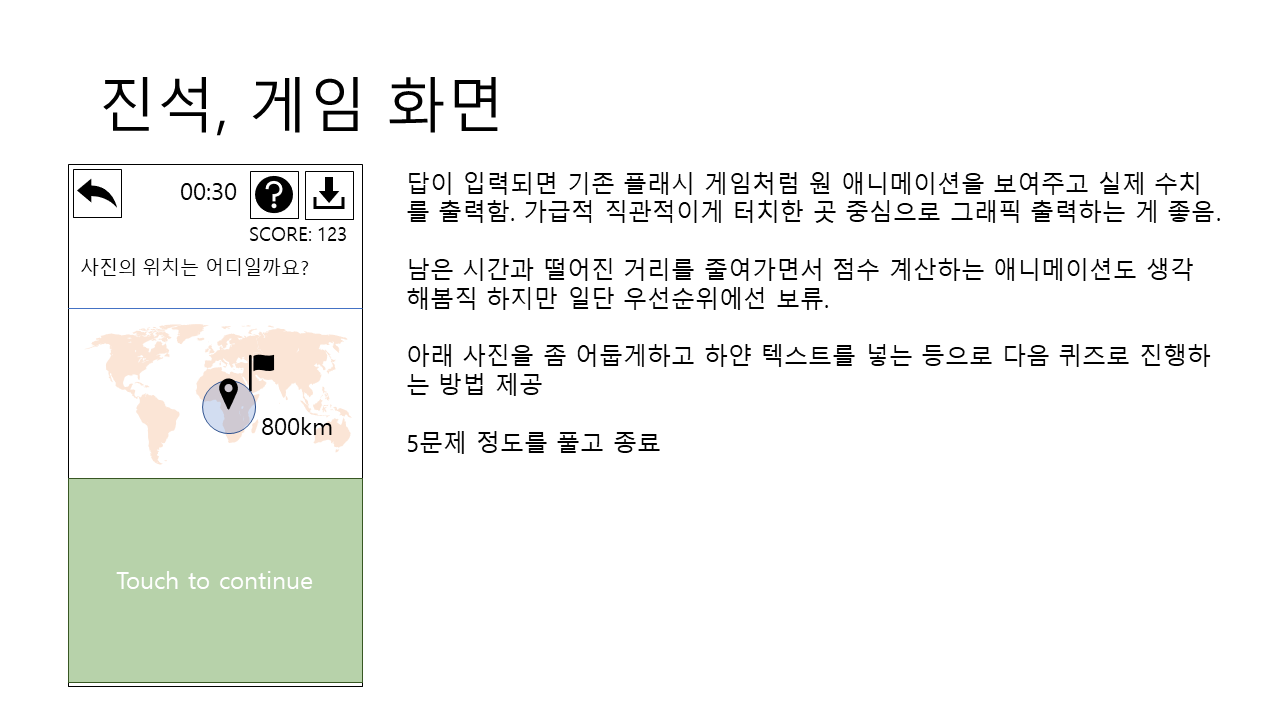 진석, 게임 화면
00:30
SCORE: 123
사진의 위치는 어디일까요?
800km
Touch to continue
답이 입력되면 기존 플래시 게임처럼 원 애니메이션을 보여주고 실제 수치
를 출력함. 가급적 직관적이게 터치한 곳 중심으로 그래픽 출력하는 게 좋음.
남은 시간과 떨어진 거리를 줄여가면서 점수 계산하는 애니메이션도 생각
해봄직 하지만 일단 우선순위에선 보류.
아래 사진을 좀 어둡게하고 하얀 텍스트를 넣는 등으로 다음 퀴즈로 진행하
는 방법 제공
5문제 정도를 풀고 종료